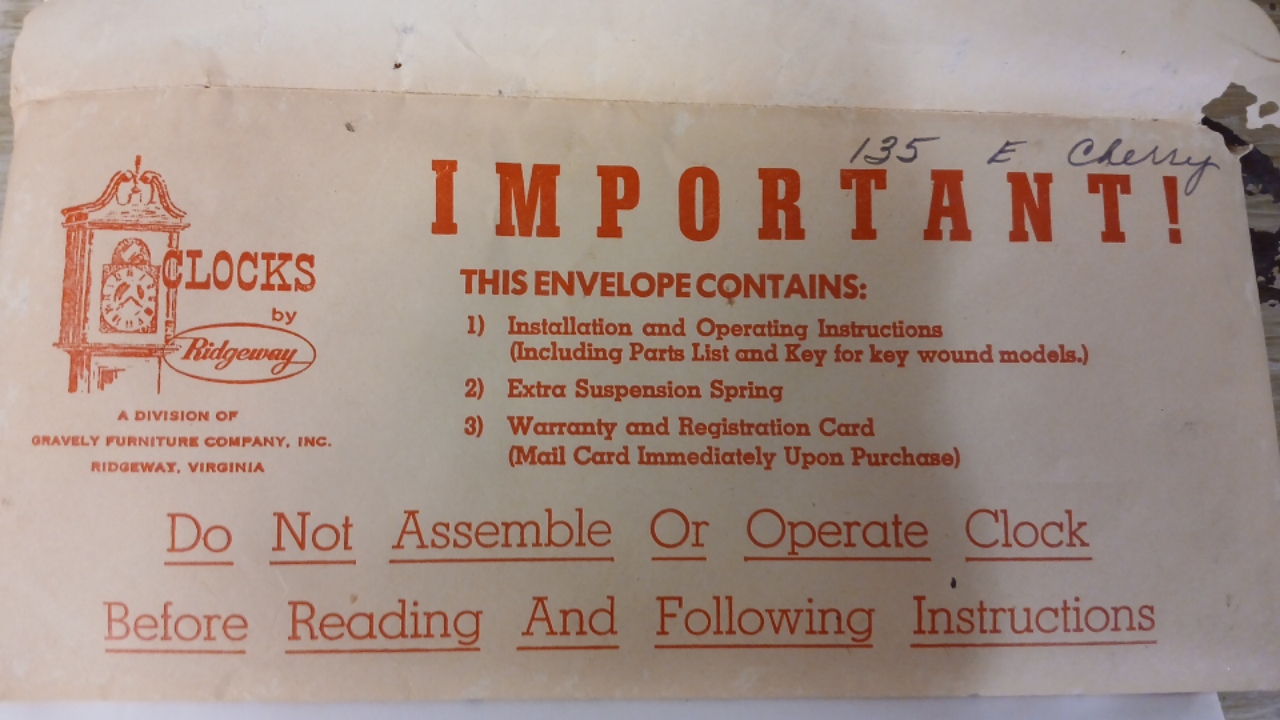 135 E Cherry
IMPORTANT!
CLOCKS
by
Ridgeway
A DIVISION OF
GRAVELY FURNITURE COMPANY, INC.
RIDGEWAY, VIRGINIA
THIS ENVELOPE CONTAINS:
1) Installation and Operating Instructions
(Including Parts List and Key for key wound models.)
2) Extra Suspension Spring
3) Warranty and Registration Card
(Mail Card Immediately Upon Purchase)
Do Not Assemble Or Operate Clock
Before Reading And Following Instructions